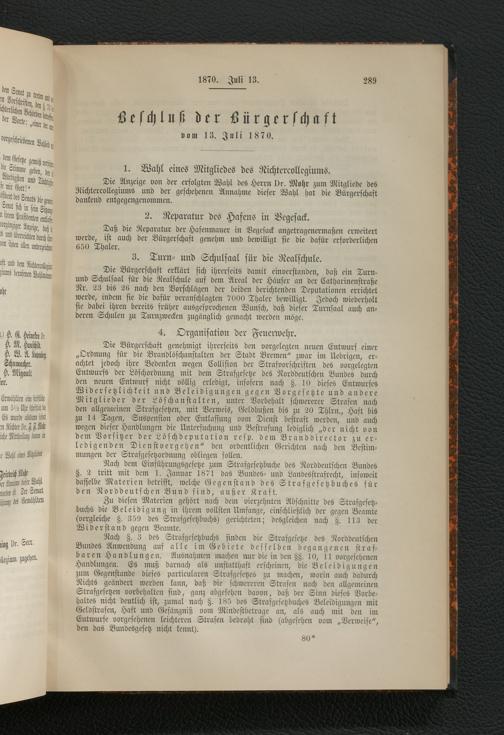 1870. Juli 13.
289
Beschluß der Bürgerschaft
vom 13. Juli 1870.
1. Wahl eines Mitgliedes des Richtercollegiums.
Die Anzeige von der erfolgten Wahl des Herrn Dr. Mohr zum Mitgliede des
Richtercollegiums und der geschehenen Annahme dieser Wahl hat die Bürgerschaft
dankend entgegengenommen.
2. Reparatur des Hafens in Vegesack.
Daß die Reparatur der Hafenmauer in Vegesack angetragenermaßen erweitert
werde, ist auch der Bürgerschaft genehm und bewilligt sie die dafür erforderlichen
650 Thaler.
3. Turn- und Schulsaal für die Realschule.
Die Bürgerschaft erklärt sich ihrerseits damit einverstanden, daß ein Turn-
und Schulsaal für die Realschule auf dem Areal der Häuser an der Catharinenstraße
Nr. 23 bis 26 nach den Vorschlägen der beiden berichtenden Deputationen errichtet
werde, indem sie die dafür veranschlagten 7000 Thaler bewilligt. Jedoch wiederholt
sie dabei ihren bereits früher ausgesprochenen Wunsch, daß dieser Turnsaal auch an-
deren Schulen zu Turnzwecken zugänglich gemacht werden möge.
4. Organisation der Feuerwehr.
Die Bürgerschaft genehmigt ihrerseits den vorgelegten neuen Entwurf einer
„Ordnung für die Brandlöschanstalten der Stadt Bremen" zwar im Uebrigen, er-
achtet jedoch ihre Bedenken wegen Collision der Strafvorschriften des vorgelegten
Entwurfs der Löschordnung mit dem Strafgesetze des Norddeutschen Bundes durch
den neuen Entwurf nicht völlig erledigt, insofern nach § 10 dieses Entwurfes
Widersetzlichkeit und Beleidigungen gegen Vorgesetzte und andere
Mitglieder der Löschanstalten, unter Vorbehalt schwererer Strafen nach
den allgemeinen Strafgesetzen, mit Verweis, Geldbußen bis zu 20 Thlrn., Haft bis
zu 14 Tagen, Suspension oder Entlassung vom Dienst bestraft werden, und auch
wegen dieser Handlungen die Untersuchung und Bestrafung lediglich „der nicht von
dem Vorsitzer der Löschdeputation resp. dem Branddirector zu er-
ledigenden Dienstvergehen" den ordentlichen Gerichten nach den Bestim-
mungen der Strafgerichtsordnung obliegen sollen.
Nach dem Einführungsgesetze zum Strafgesetzbuche des Norddeutschen Bundes
§. 2 tritt mit dem 1. Januar 1871 das Bundes- und Landesstrafrecht, insoweit
dasselbe Materien betrifft, welche Gegenstand des Strafgesetzbuches für
den Norddeutschen Bund sind, außer Kraft.
Zu diesen Materien gehört nach dem vierzehnten Abschnitte des Strafgesetz-
buchs die Beleidigung in ihrem vollsten Umfange, einschließlich der gegen Beamte
(vergleiche §. 359 des Strafgesetzbuchs) gerichteten; desgleichen nach §. 113 der
Widerstand gegen Beamte.
Nach §. 3 des Strafgesetzbuchs finden die Strafgesetze des Norddeutschen
Bundes Anwendung auf alle im Gebiete desselben begangenen straf-
baren Handlungen. Ausnahmen machen nur die in den §§. 10, 11 vorgesehenen
Handlungen. Es muß darnach als unstatthaft erscheinen, die Beleidigungen
zum Gegenstande dieses particularen Strafgesetzes zu machen, worin auch dadurch
Nichts geändert werden kann, daß die schwereren Strafen nach den allgemeinen
Strafgesetzen vorbehalten sind, ganz abgesehen davon, daß der Sinn dieses Vorbe-
haltes nicht deutlich ist, zumal nach §. 185 des Strafgesetzbuches Beleidigungen mit
Geldstrafen, Haft und Gefängniß vom Mindestbetrage an, als auch mit den im
Entwurfe vorgesehenen leichteren Strafen bedroht sind (abgesehen vom „Verweise",
den das Bundesgesetz nicht kennt).
80*